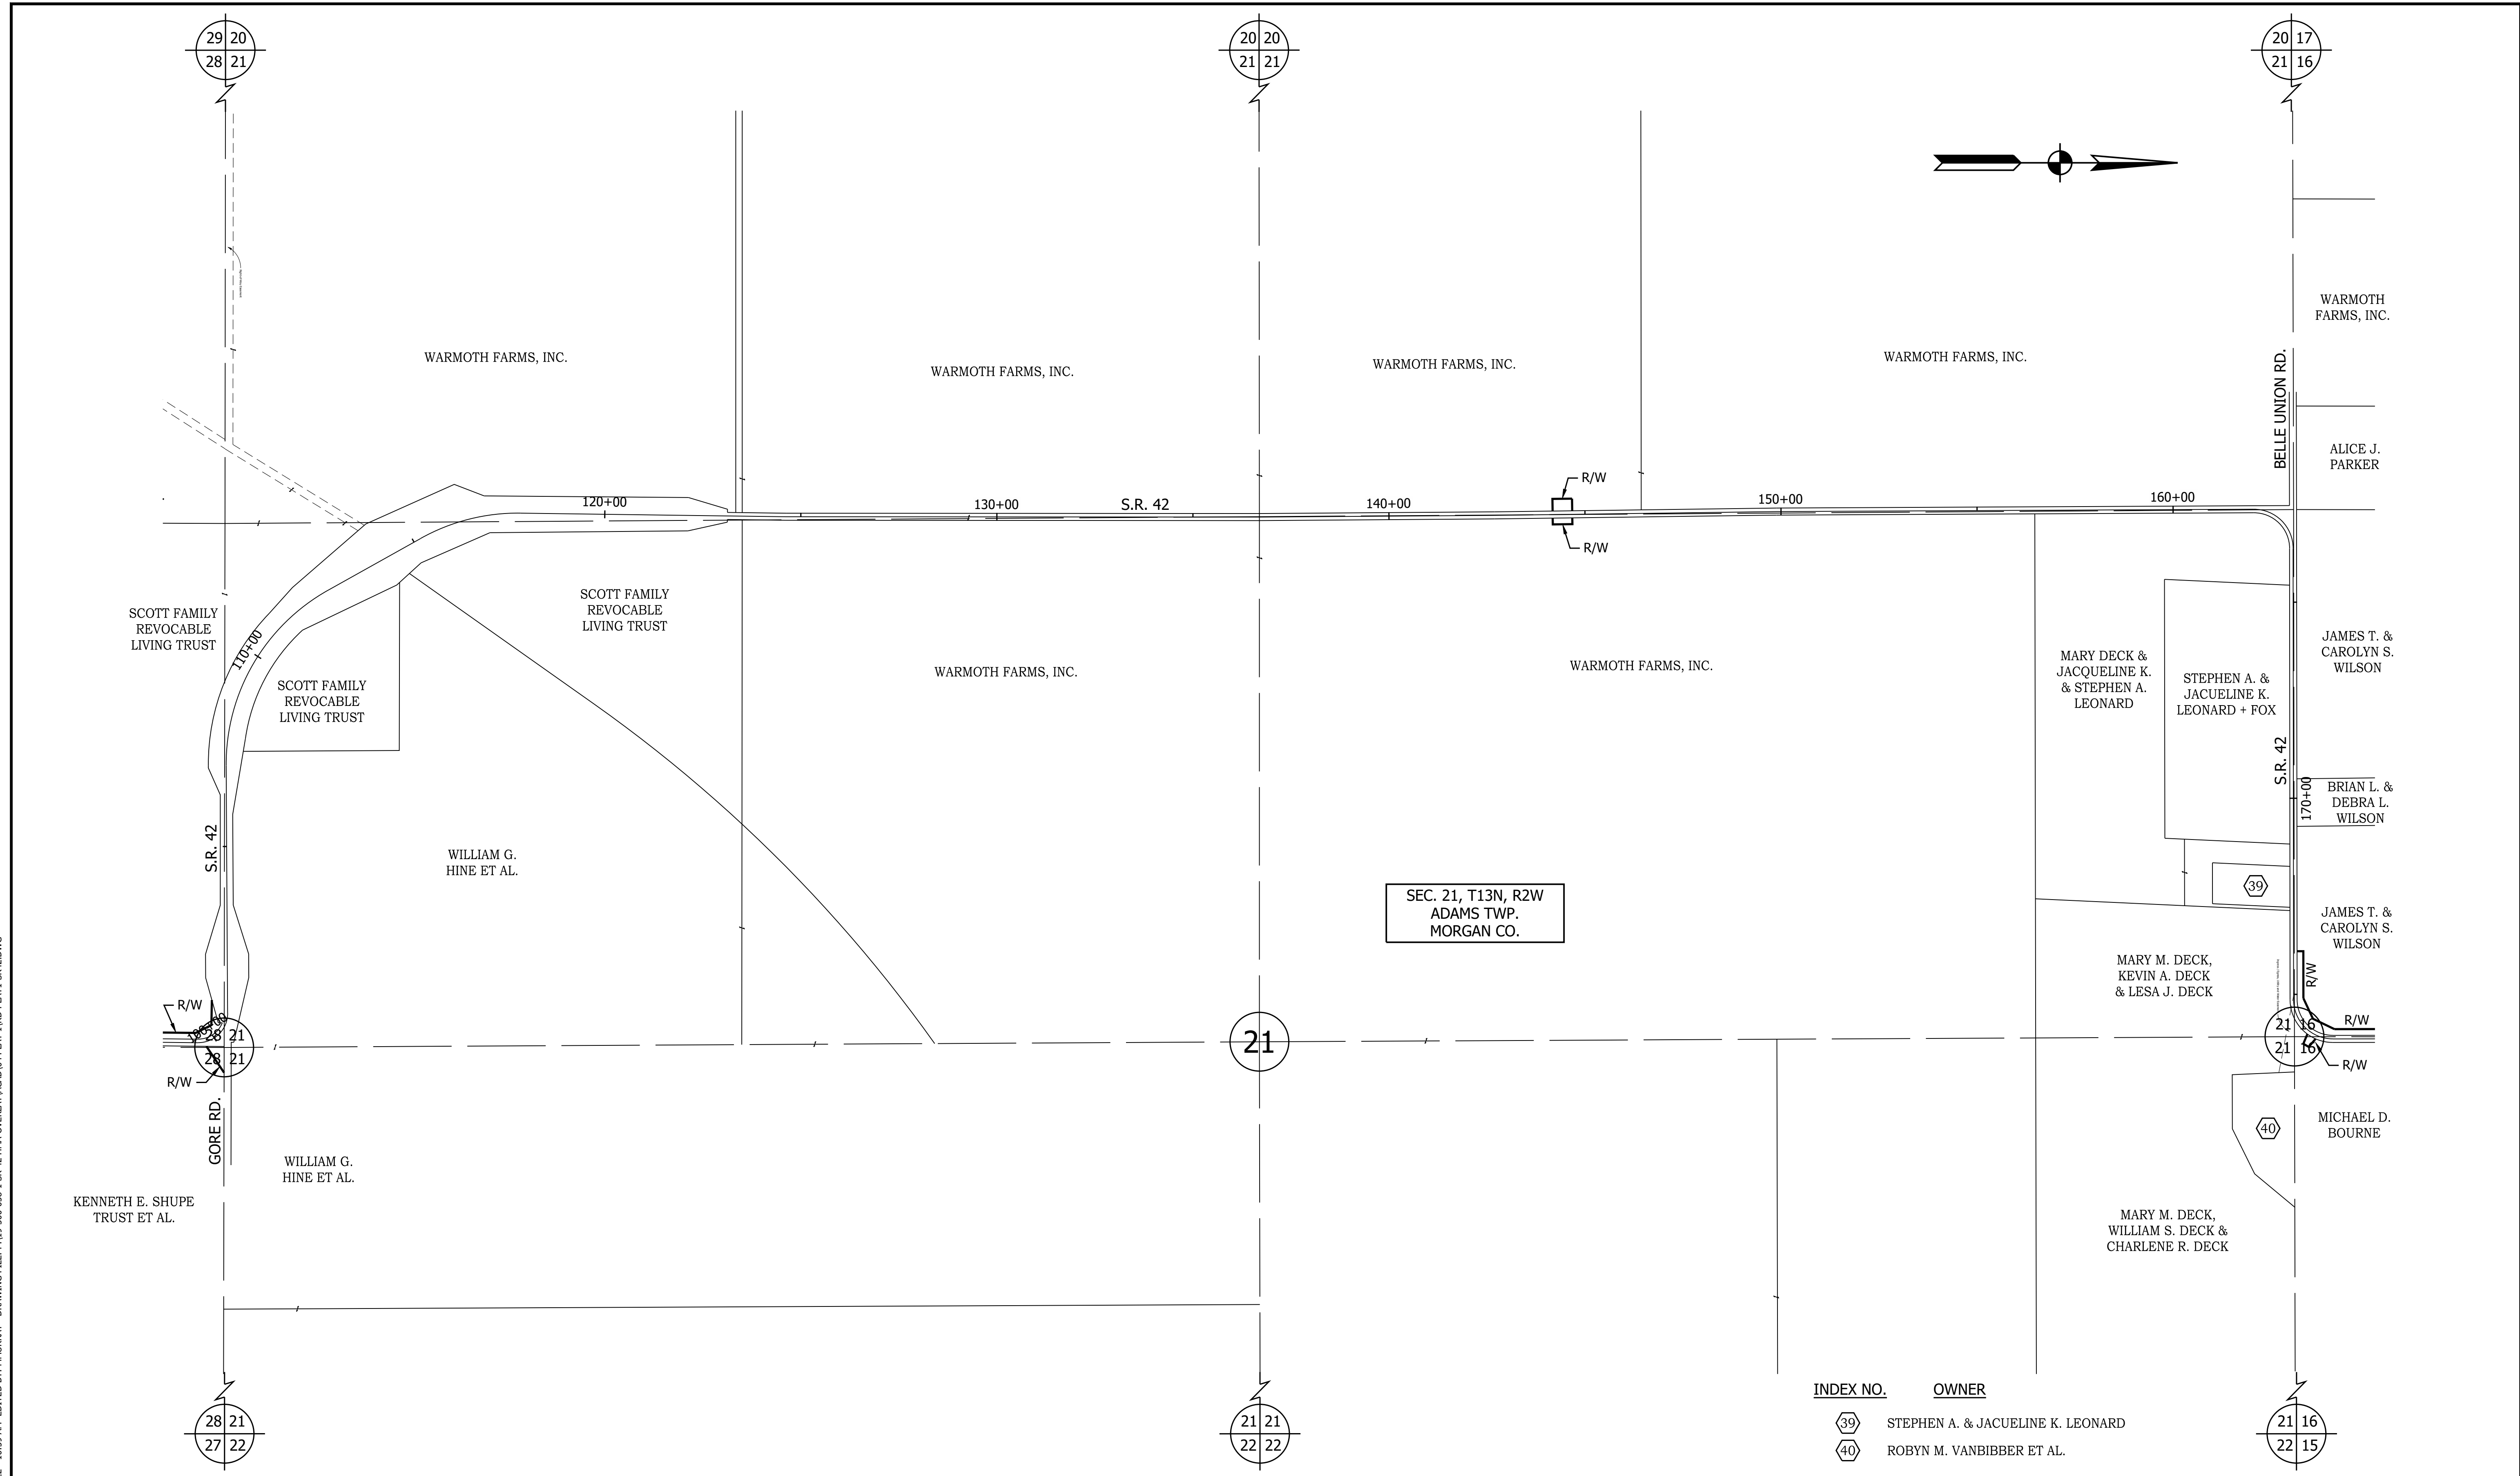 29 20
28 21
20 20
21 21
20 17
21 16
WARMOTH
FARMS, INC.
WARMOTH FARMS, INC.
WARMOTH FARMS, INC.
WARMOTH FARMS, INC.
WARMOTH FARMS, INC.
BELLE UNION RD.
ALICE J.
PARKER
R/W
120+00
130+00
S.R. 42
140+00
150+00
160+00
R/W
SCOTT FAMILY
REVOCABLE
LIVING TRUST
110+00
SCOTT FAMILY
REVOCABLE
LIVING TRUST
SCOTT FAMILY
REVOCABLE
LIVING TRUST
WARMOTH FARMS, INC.
WARMOTH FARMS, INC.
MARY DECK &
JACQUELINE K.
& STEPHEN A.
LEONARD
STEPHEN A. &
JACUELINE K.
LEONARD + FOX
JAMES T. &
CAROLYN S.
WILSON
S.R. 42
170+00
BRIAN L. &
DEBRA L.
WILSON
S.R. 42
WILLIAM G.
HINE ET AL.
SEC. 21, T13N, R2W
ADAMS TWP.
MORGAN CO.
39
JAMES T. &
CAROLYN S.
WILSON
MARY M. DECK,
KEVIN A. DECK
& LESA J. DECK
R/W
R/W
R/W
28 21
28 21
21
21 16
21 16
R/W
R/W
GORE RD.
40
MICHAEL D.
BOURNE
WILLIAM G.
HINE ET AL.
KENNETH E. SHUPE
TRUST ET AL.
MARY M. DECK,
WILLIAM S. DECK &
CHARLENE R. DECK
INDEX NO. OWNER
39 STEPHEN A. & JACUELINE K. LEONARD
40 ROBYN M. VANBIBBER ET AL.
28 21
27 22
21 21
22 22
21 16
22 15